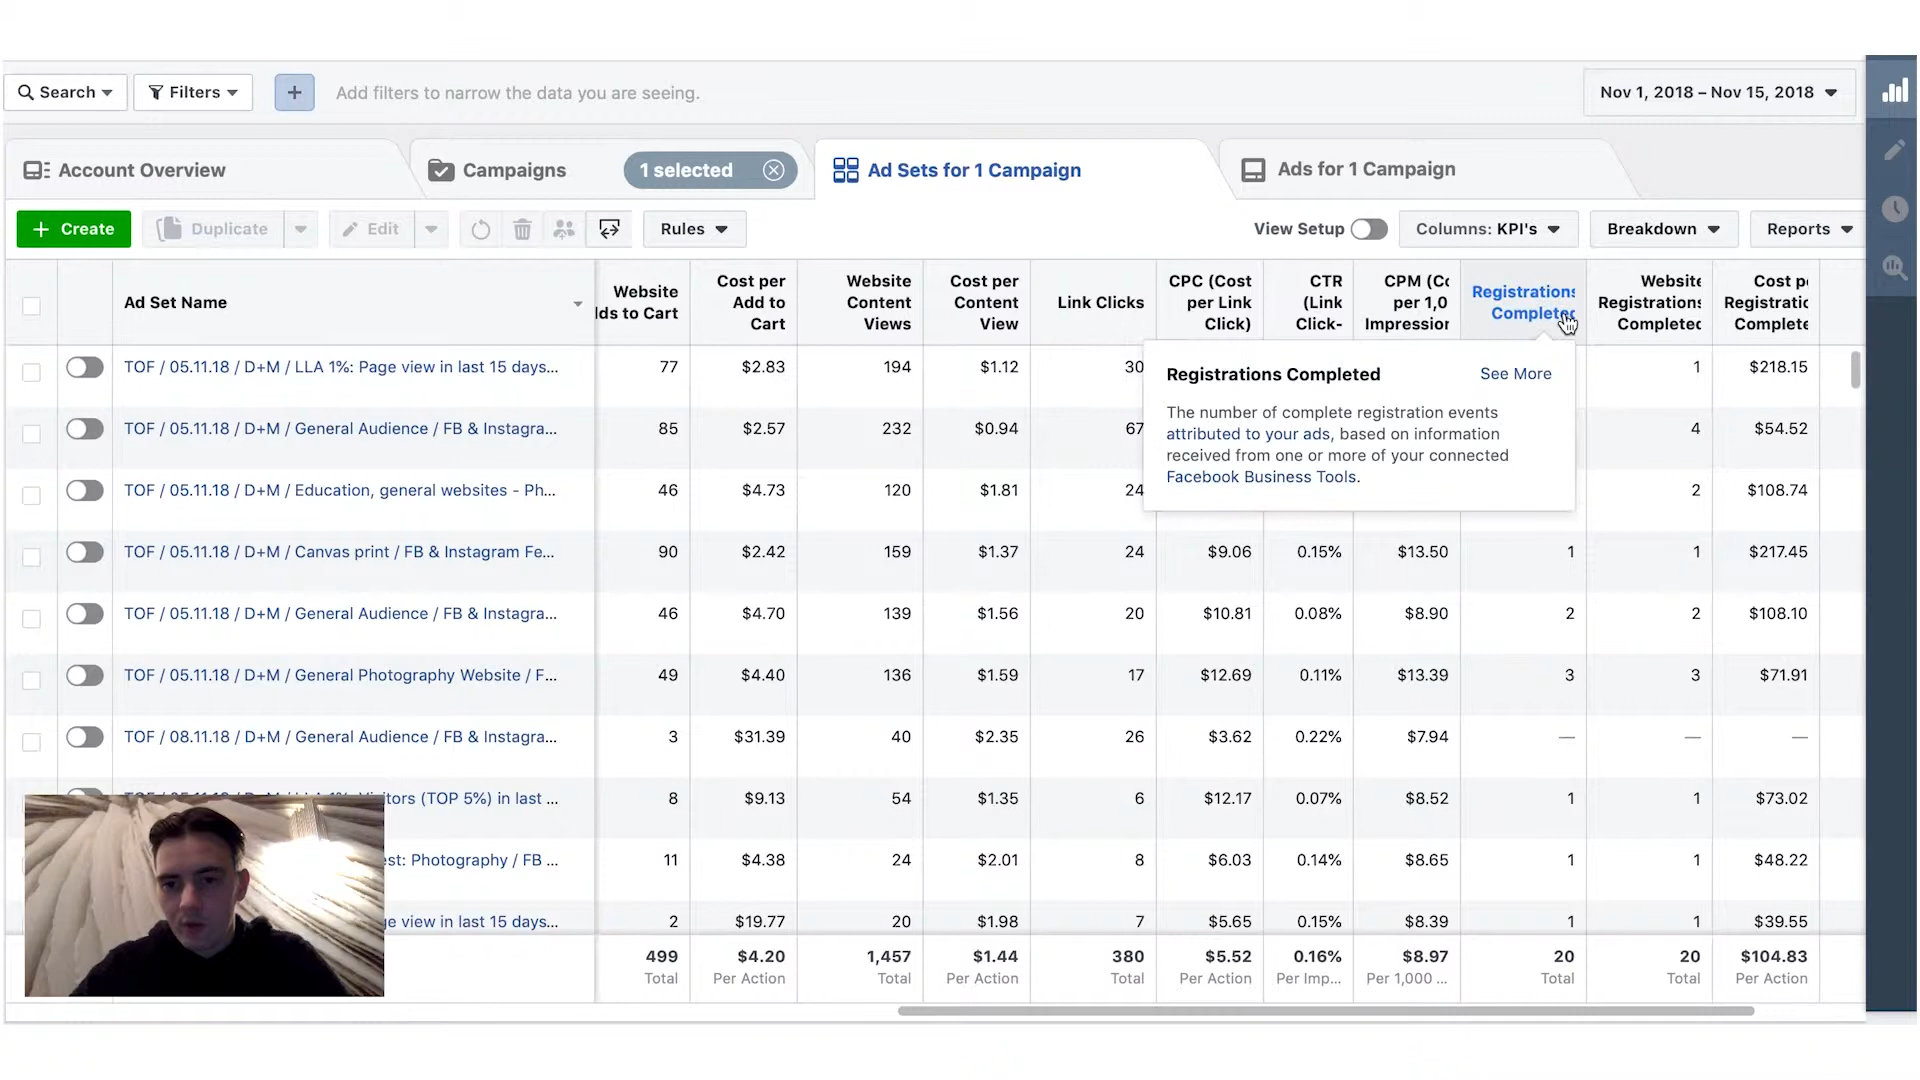 Search
Filters
Add filters to narrow the data you are seeing.
Nov 1, 2018 – Nov 15, 2018
Account Overview
Campaigns
1 selected
Ad Sets for 1 Campaign
Ads for 1 Campaign
+ Create
Duplicate
Edit
Rules
View Setup
Columns: KPI's
Breakdown
Reports
Ad Set Name
Website
dds to Cart
Cost per
Add to
Cart
Website
Content
Views
Cost per
Content
View
Link Clicks
CPC (Cost
per Link
Click)
CTR
(Link
Click-
CPM (Cc
per 1,0
Impression
Registrations
Completed
Website
Registrations
Completed
Cost pe
Registratic
Complete
TOF / 05.11.18 / D+M / LLA 1%: Page view in last 15 days... 77 $2.83 194 $1.12 30 1 $218.15
TOF / 05.11.18 / D+M / General Audience / FB & Instagra... 85 $2.57 232 $0.94 67 4 $54.52
TOF / 05.11.18 / D+M / Education, general websites - Ph... 46 $4.73 120 $1.81 24 2 $108.74
Registrations Completed
See More
The number of complete registration events
attributed to your ads, based on information
received from one or more of your connected
Facebook Business Tools.
TOF / 05.11.18 / D+M / Canvas print / FB & Instagram Fe... 90 $2.42 159 $1.37 24 $9.06 0.15% $13.50 1 1 $217.45
TOF / 05.11.18 / D+M / General Audience / FB & Instagra... 46 $4.70 139 $1.56 20 $10.81 0.08% $8.90 2 2 $108.10
TOF / 05.11.18 / D+M / General Photography Website / F... 49 $4.40 136 $1.59 17 $12.69 0.11% $13.39 3 3 $71.91
TOF / 08.11.18 / D+M / General Audience / FB & Instagra... 3 $31.39 40 $2.35 26 $3.62 0.22% $7.94 — — —
itors (TOP 5%) in last ... 8 $9.13 54 $1.35 6 $12.17 0.07% $8.52 1 1 $73.02
est: Photography / FB ... 11 $4.38 24 $2.01 8 $6.03 0.14% $8.65 1 1 $48.22
ge view in last 15 days... 2 $19.77 20 $1.98 7 $5.65 0.15% $8.39 1 1 $39.55
499 $4.20 1,457 $1.44 380 $5.52 0.16% $8.97 20 20 $104.83
Total Per Action Total Per Action Total Per Action Per Imp... Per 1,000 ... Total Total Per Action